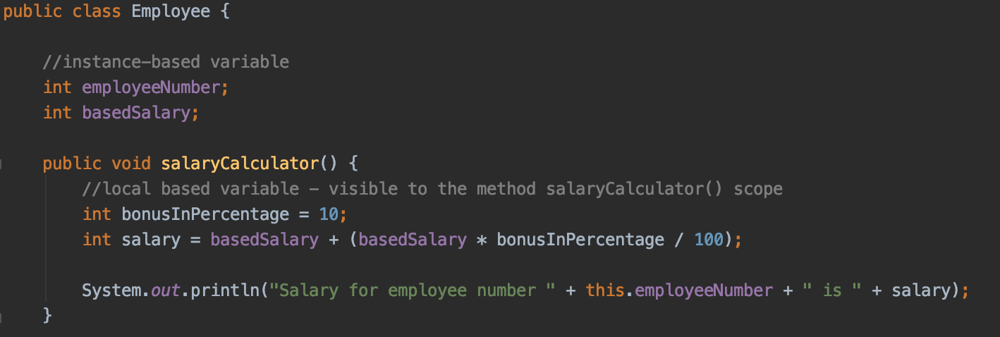 public class Employee {
//instance-based variable
int employeeNumber;
int basedSalary;
public void salaryCalculator() {
//local based variable - visible to the method salaryCalculator() scope
int bonusInPercentage = 10;
int salary = basedSalary + (basedSalary * bonusInPercentage / 100);
System.out.println("Salary for employee number " + this.employeeNumber + " is " + salary);
}